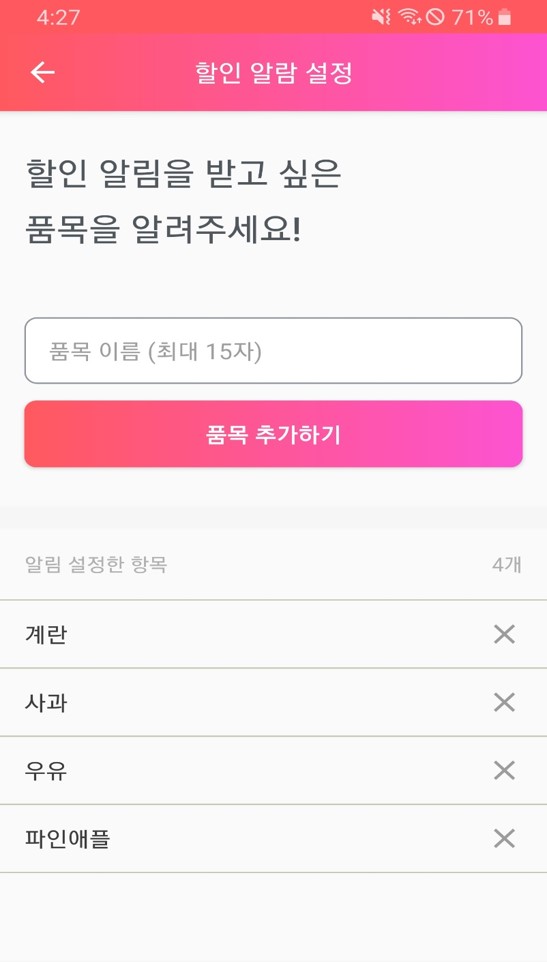 4:27
71%
할인 알람 설정
할인 알림을 받고 싶은
품목을 알려주세요!
품목 이름 (최대 15자)
품목 추가하기
알림 설정한 항목 4개
계란
사과
우유
파인애플